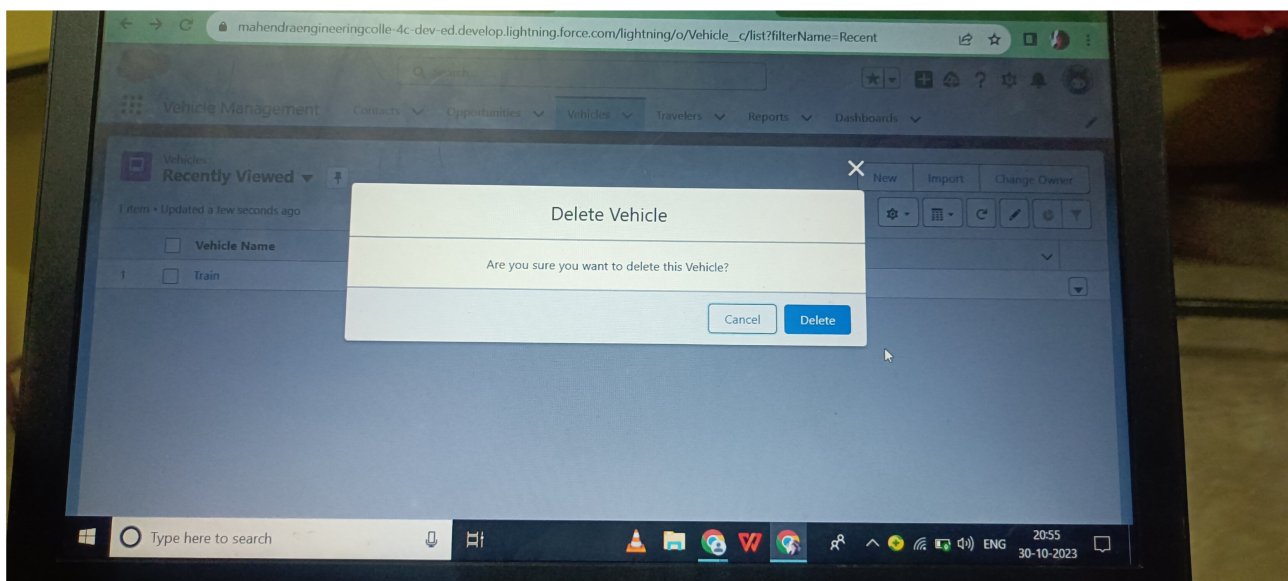 mahendraengineeringcolle-4c-dev-ed.develop.lightning.force.com/lightning/o/Vehicle__c/list?filterName=Recent
Search...
Vehicle Management Contacts Opportunities Vehicles Travelers Reports Dashboards
Vehicles
Recently Viewed
New Import Change Owner
1 item • Updated a few seconds ago
Delete Vehicle
Vehicle Name
Are you sure you want to delete this Vehicle?
1 Train
Cancel Delete
Type here to search
ENG
20:55
30-10-2023